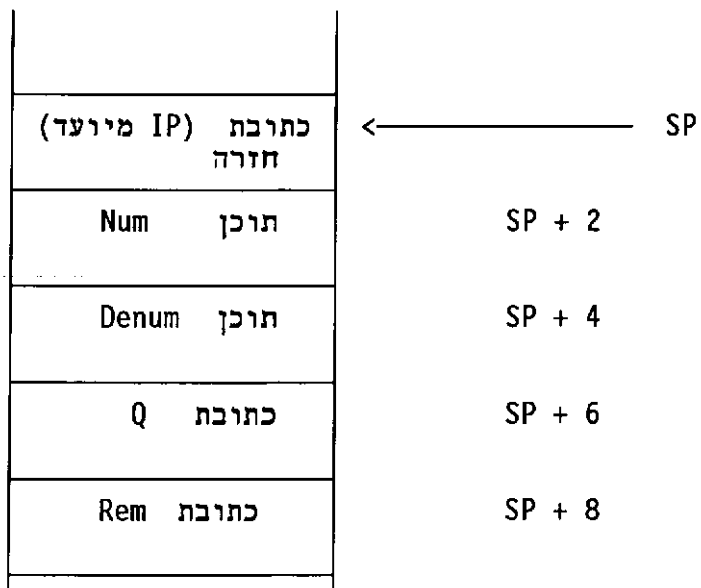 כתובת (IP מיועד) <──────── SP
חזרה
תוכן Num SP + 2
תוכן Denum SP + 4
כתובת Q SP + 6
כתובת Rem SP + 8